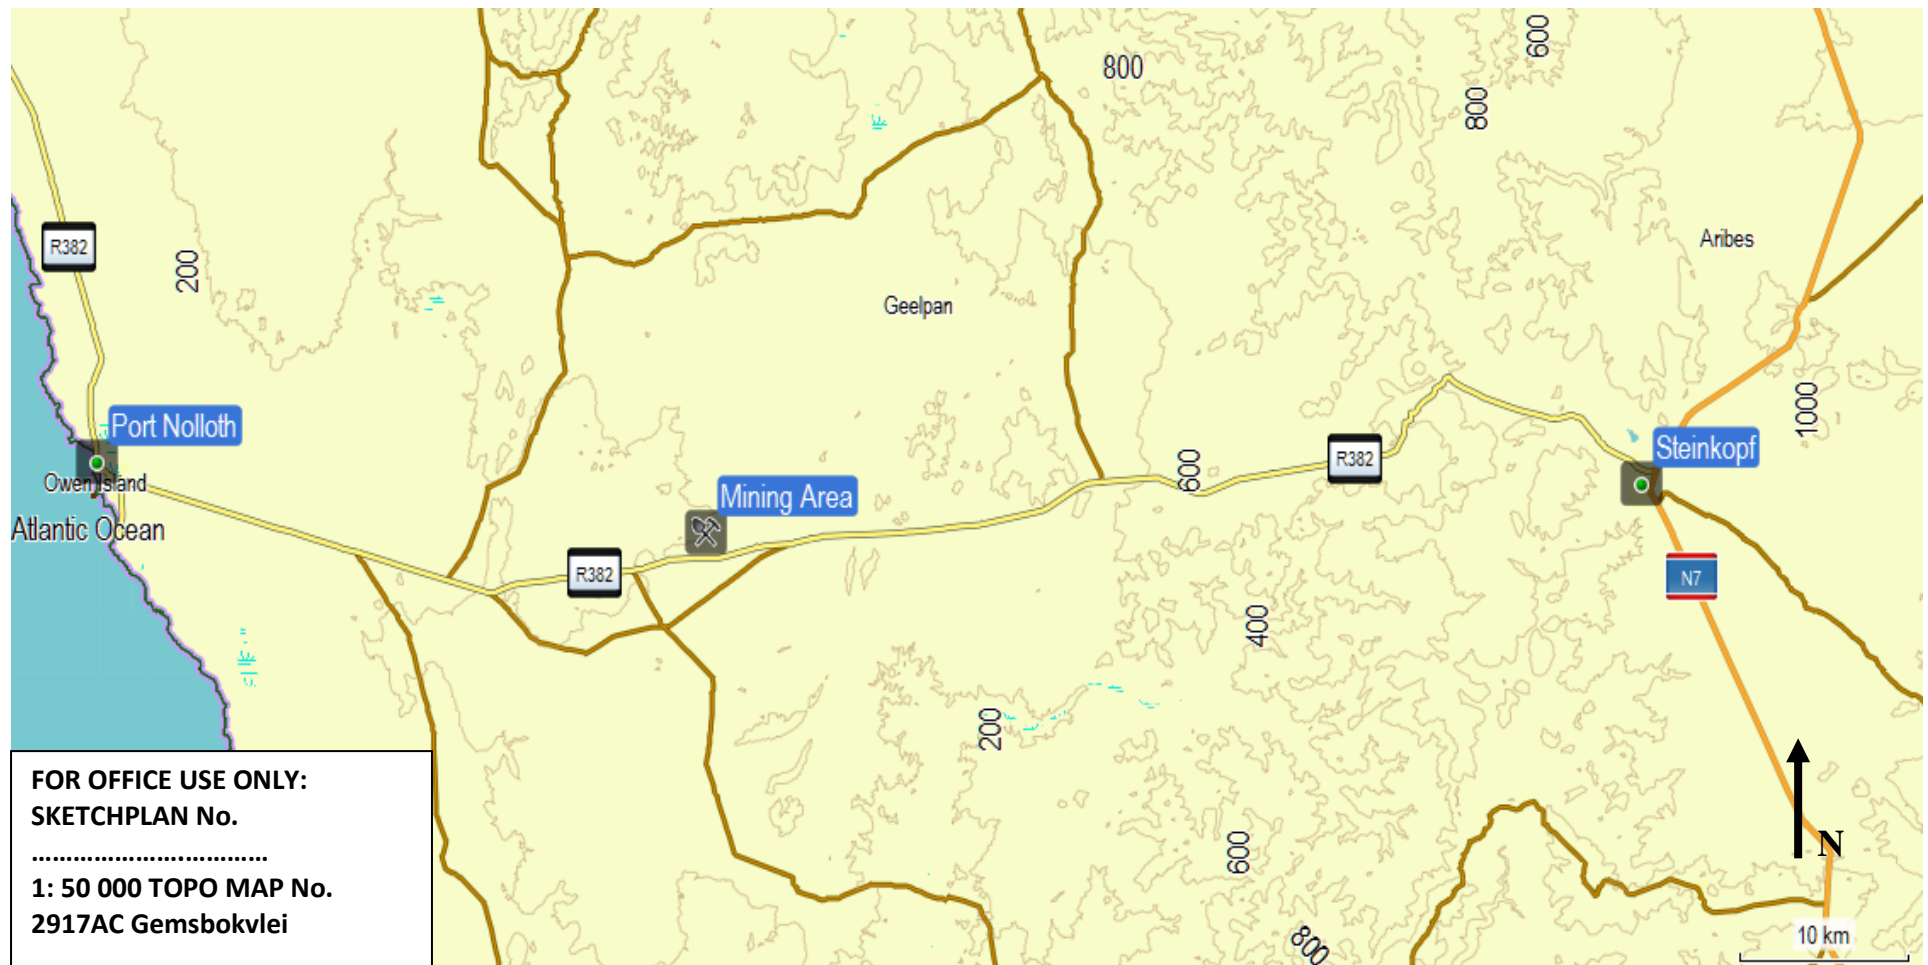 600
800
800
R382
Aribes
200
Geelpan
1000
Port Nolloth
Steinkopf
R382
600
Owen Island
Mining Area
Atlantic Ocean
R382
N7
400
200
FOR OFFICE USE ONLY:
SKETCHPLAN No.
………………………………
1: 50 000 TOPO MAP No.
2917AC Gemsbokvlei
N
600
800
10 km